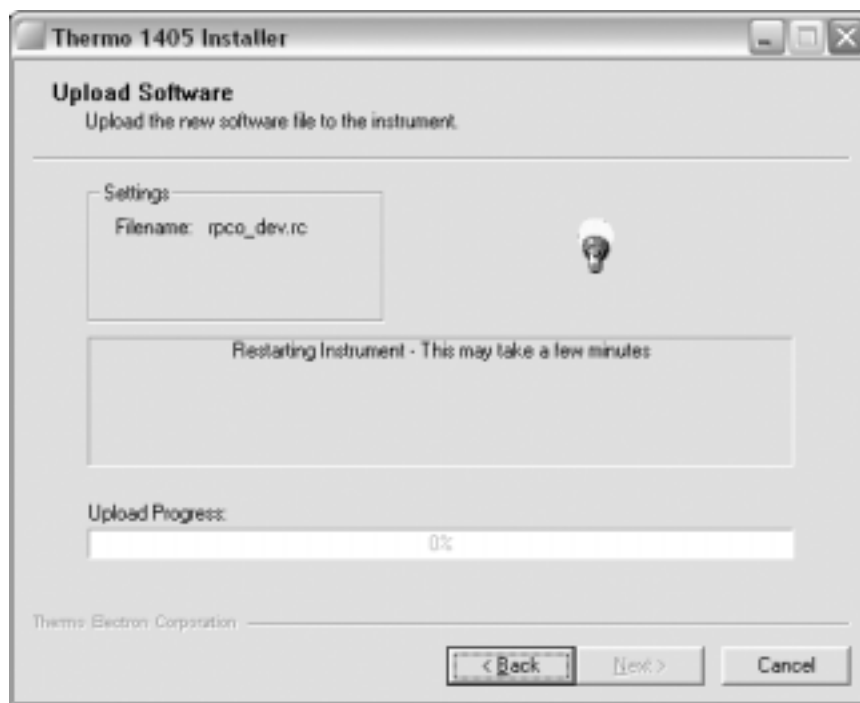 Thermo 1405 Installer
Upload Software
Upload the new software file to the instrument.
Settings
Filename: rpco_dev.rc
Restarting Instrument - This may take a few minutes
Upload Progress:
0%
Thermo Electron Corporation
< Back Next > Cancel